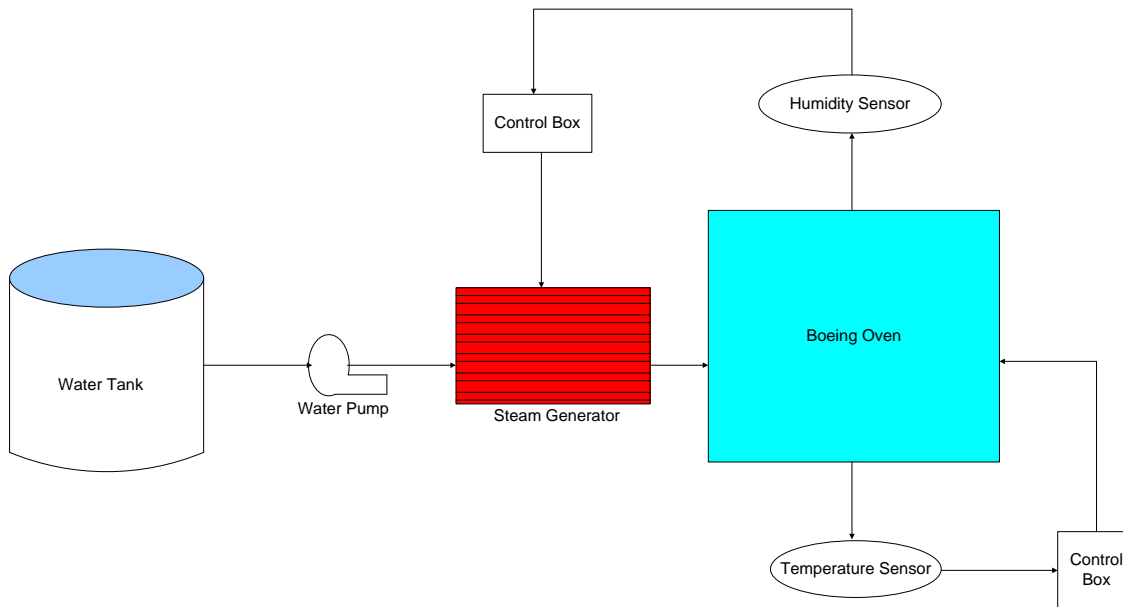 Humidity Sensor
Control Box
Boeing Oven
Water Tank
Water Pump
Steam Generator
Temperature Sensor
Control
Box